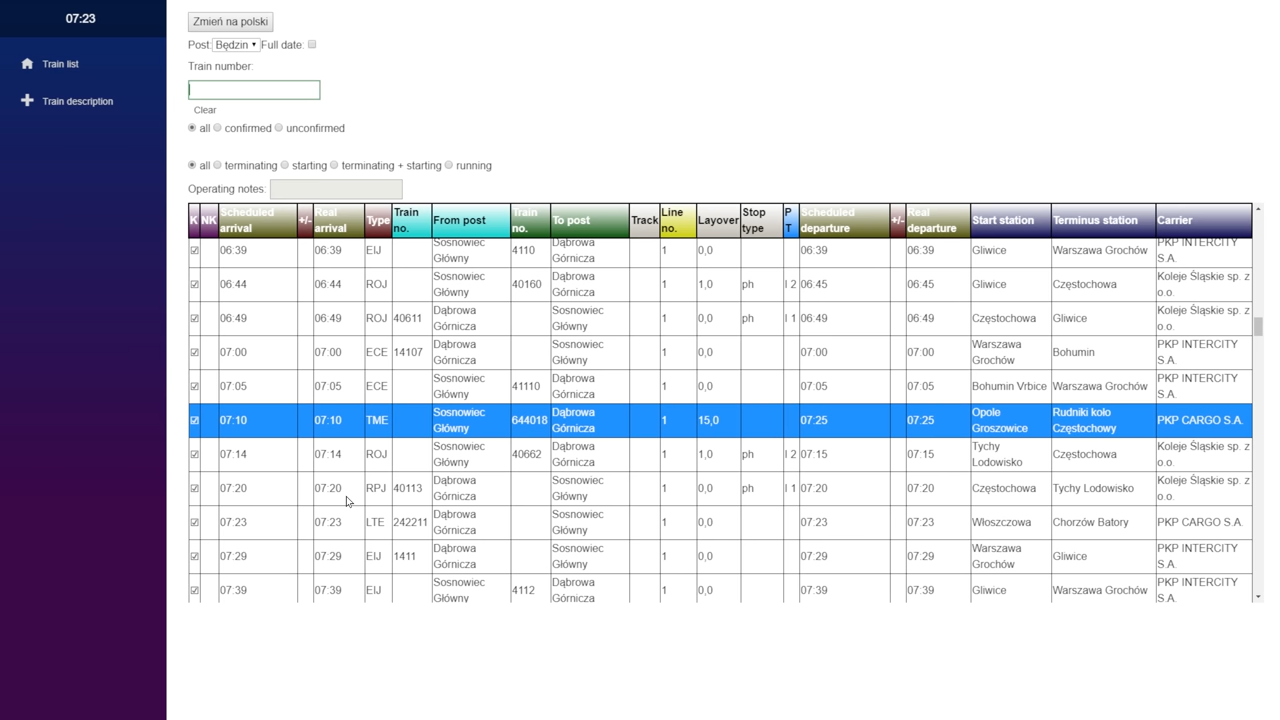 07:23
Train list
Train description
Zmień na polski
Post: Będzin Full date:
Train number:
Clear
all confirmed unconfirmed
all terminating starting terminating + starting running
Operating notes:
K NK Scheduled arrival +/- Real arrival Type Train no. From post Train no. To post Track Line no. Layover Stop type P T Scheduled departure +/- Real departure Start station Terminus station Carrier
06:39 06:39 EIJ Sosnowiec Główny 4110 Dąbrowa Górnicza 1 0,0 06:39 06:39 Gliwice Warszawa Grochów PKP INTERCITY S.A.
06:44 06:44 ROJ Sosnowiec Główny 40160 Dąbrowa Górnicza 1 1,0 ph I 2 06:45 06:45 Gliwice Częstochowa Koleje Śląskie sp. z o.o.
06:49 06:49 ROJ 40611 Dąbrowa Górnicza Sosnowiec Główny 1 0,0 ph I 1 06:49 06:49 Częstochowa Gliwice Koleje Śląskie sp. z o.o.
07:00 07:00 ECE 14107 Dąbrowa Górnicza Sosnowiec Główny 1 0,0 07:00 07:00 Warszawa Grochów Bohumin PKP INTERCITY S.A.
07:05 07:05 ECE Sosnowiec Główny 41110 Dąbrowa Górnicza 1 0,0 07:05 07:05 Bohumin Vrbice Warszawa Grochów PKP INTERCITY S.A.
07:10 07:10 TME Sosnowiec Główny 644018 Dąbrowa Górnicza 1 15,0 07:25 07:25 Opole Groszowice Rudniki koło Częstochowy PKP CARGO S.A.
07:14 07:14 ROJ Sosnowiec Główny 40662 Dąbrowa Górnicza 1 1,0 ph I 2 07:15 07:15 Tychy Lodowisko Częstochowa Koleje Śląskie sp. z o.o.
07:20 07:20 RPJ 40113 Dąbrowa Górnicza Sosnowiec Główny 1 0,0 ph I 1 07:20 07:20 Częstochowa Tychy Lodowisko Koleje Śląskie sp. z o.o.
07:23 07:23 LTE 242211 Dąbrowa Górnicza Sosnowiec Główny 1 0,0 07:23 07:23 Włoszczowa Chorzów Batory PKP CARGO S.A.
07:29 07:29 EIJ 1411 Dąbrowa Górnicza Sosnowiec Główny 1 0,0 07:29 07:29 Warszawa Grochów Gliwice PKP INTERCITY S.A.
07:39 07:39 EIJ Sosnowiec Główny 4112 Dąbrowa Górnicza 1 0,0 07:39 07:39 Gliwice Warszawa Grochów PKP INTERCITY S.A.